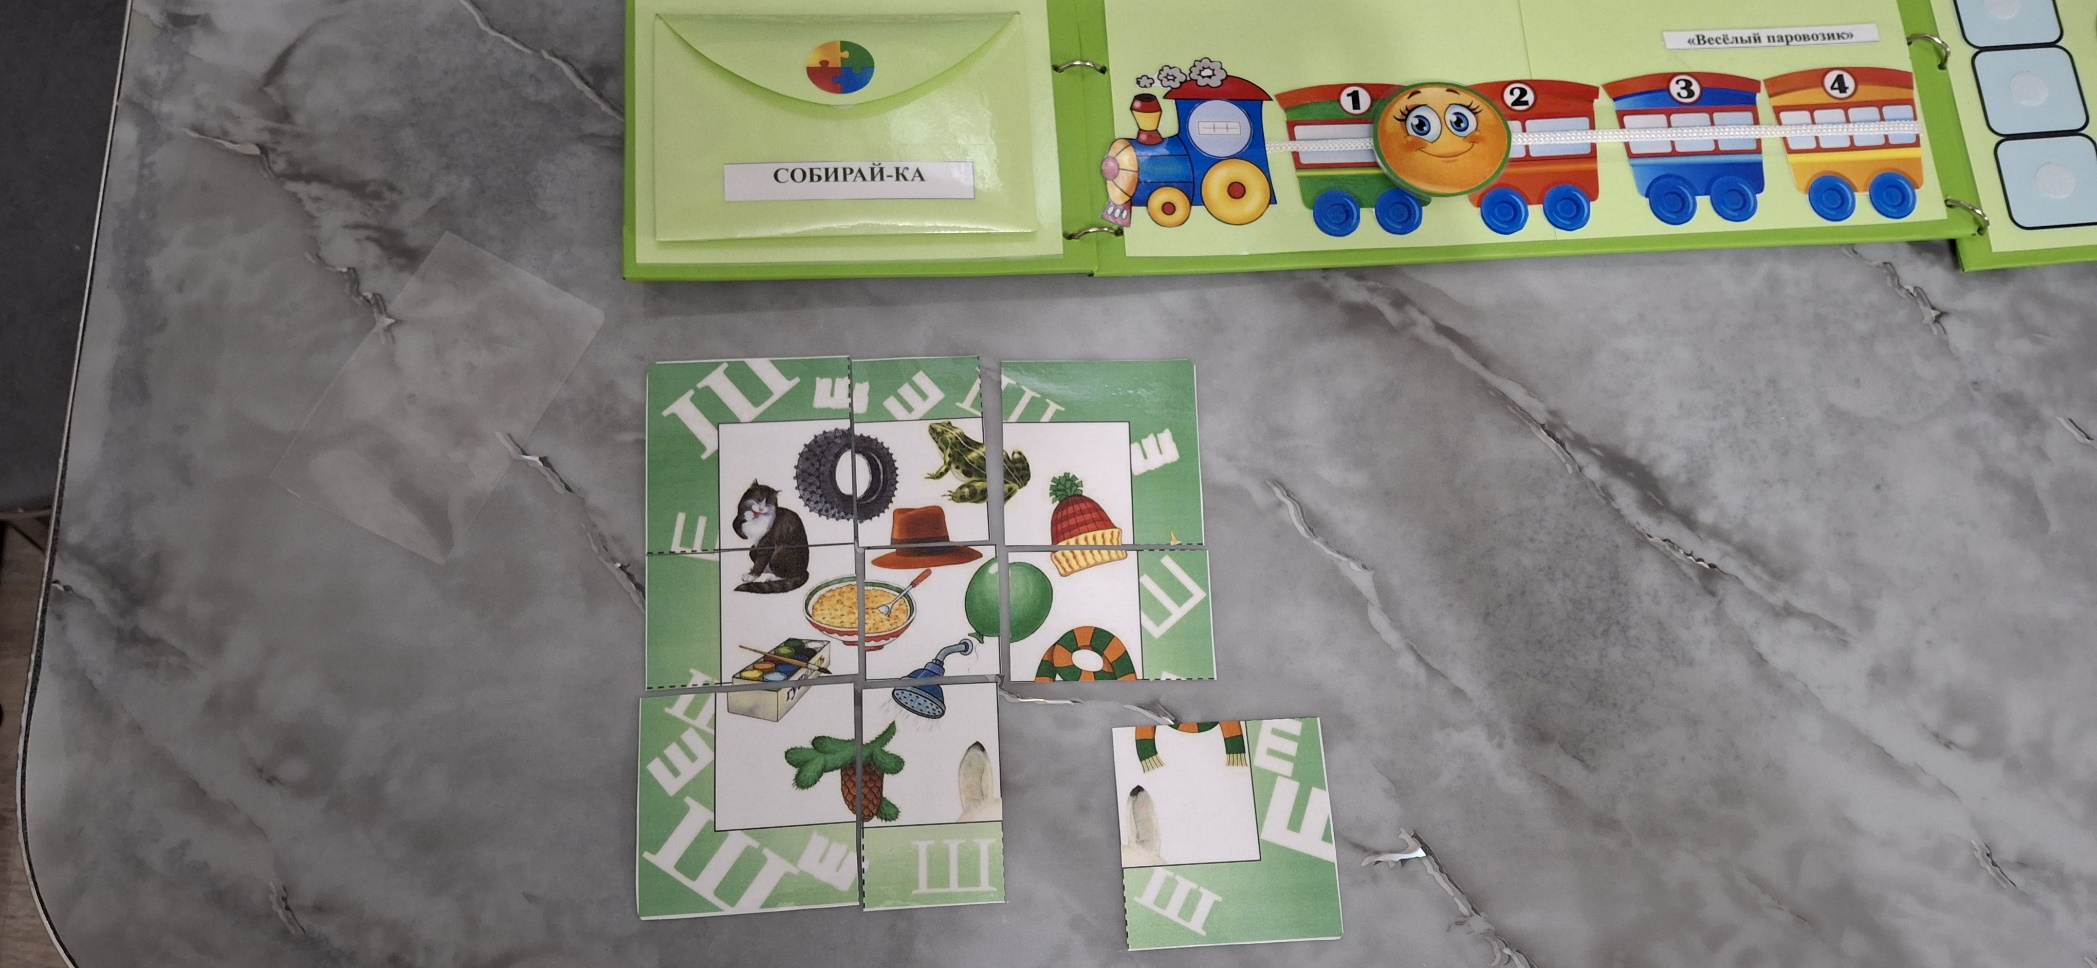 «Весёлый паровозик»
1
2
3
4
СОБИРАЙ-КА
Ш Ш Ш Ш
Ш
Ш
Ш
Ш
Ш
Ш
Ш
Ш Ш Ш
Ш